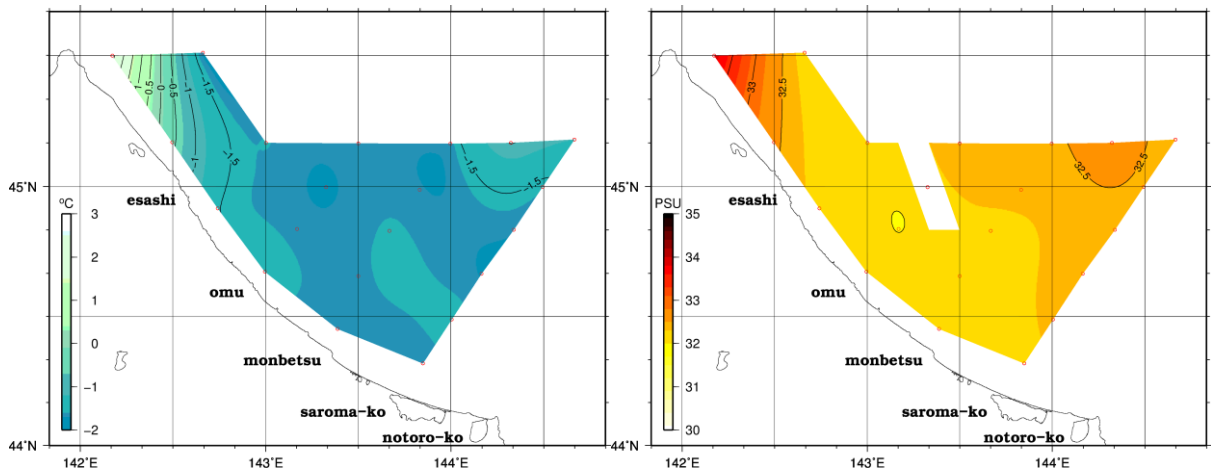 1
0.5
0
−0.5
−1
−1.5
−1
−1.5
−1.5
−1.5
45°N
44°N
esashi
omu
monbetsu
saroma-ko
notoro-ko
ºC
3
2
1
0
−1
−2
142°E
143°E
144°E
33
32.5
32.5
32.5
45°N
44°N
esashi
omu
monbetsu
saroma-ko
notoro-ko
PSU
35
34
33
32
31
30
142°E
143°E
144°E